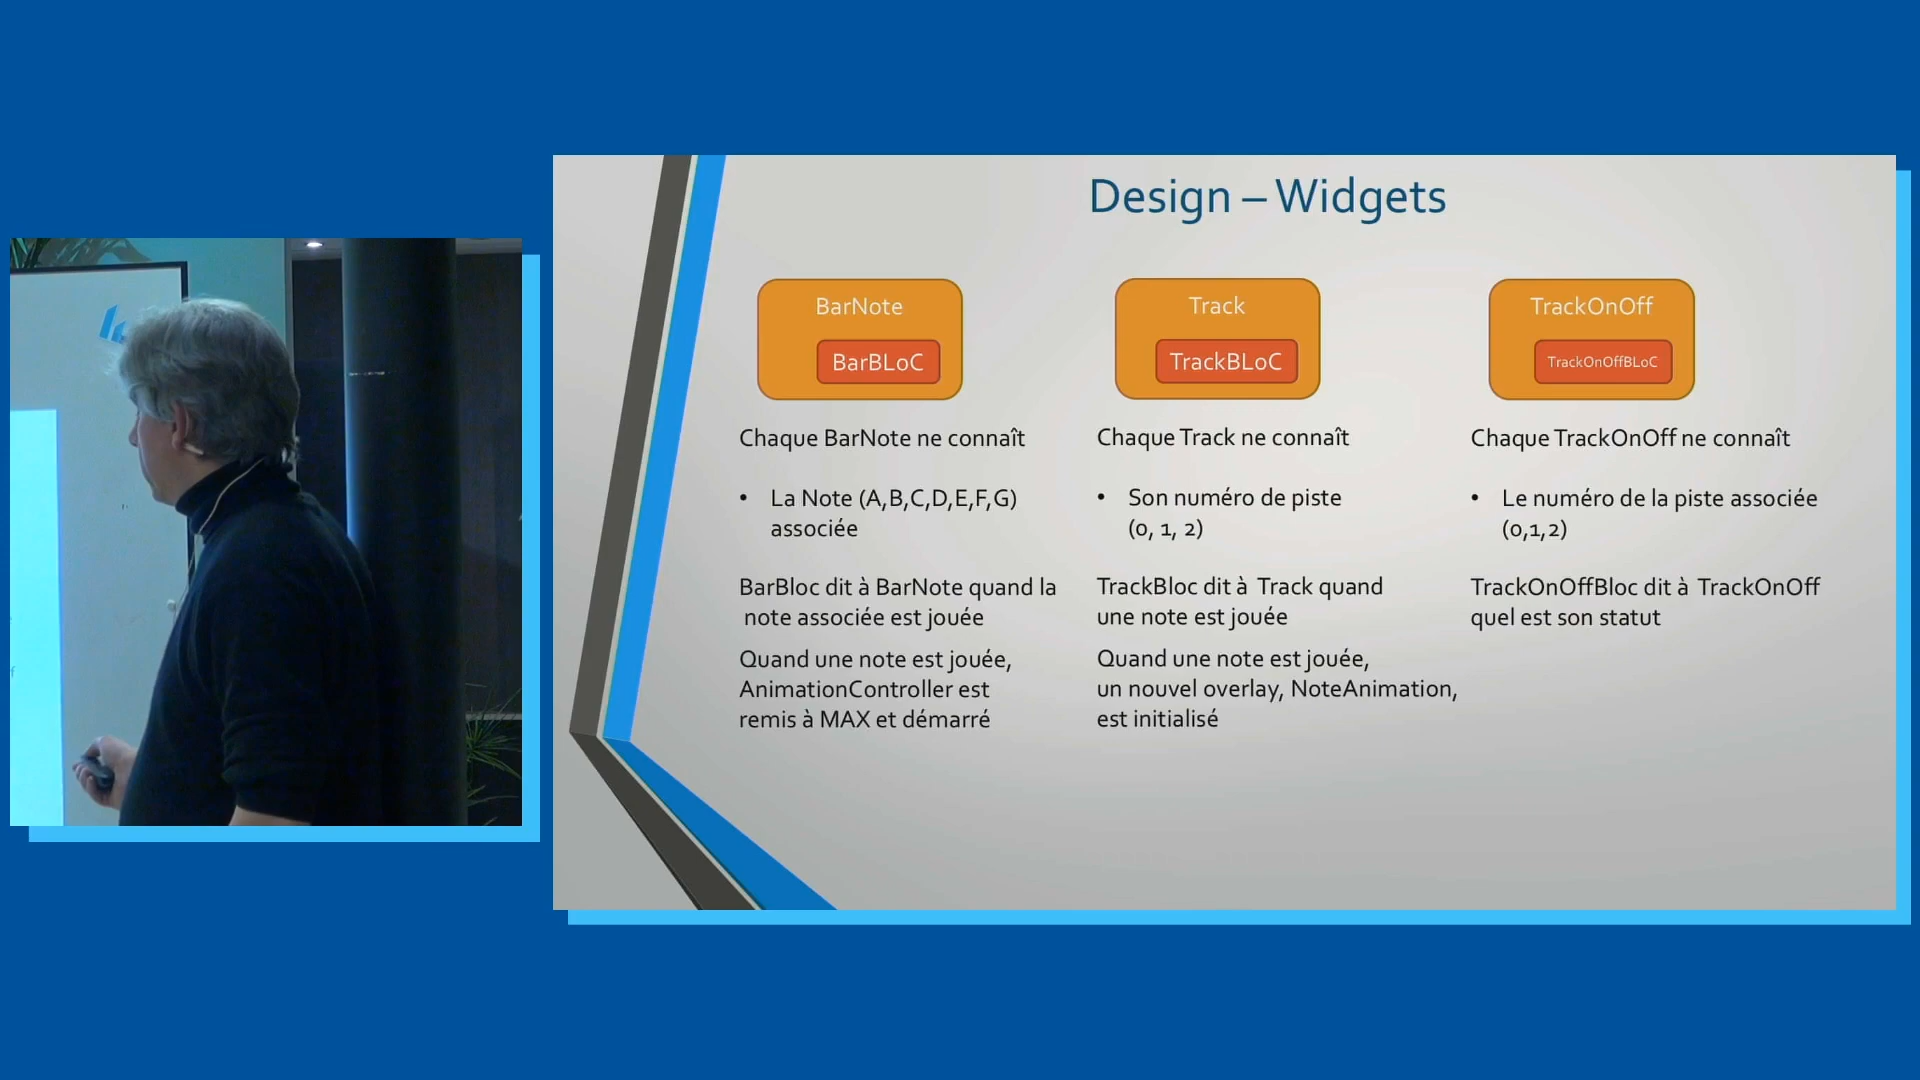 Design – Widgets
BarNote
BarBLoC
Chaque BarNote ne connaît
• La Note (A,B,C,D,E,F,G)
associée
BarBloc dit à BarNote quand la
note associée est jouée
Quand une note est jouée,
AnimationController est
remis à MAX et démarré
Track
TrackBLoC
Chaque Track ne connaît
• Son numéro de piste
(0, 1, 2)
TrackBloc dit à Track quand
une note est jouée
Quand une note est jouée,
un nouvel overlay, NoteAnimation,
est initialisé
TrackOnOff
TrackOnOffBLoC
Chaque TrackOnOff ne connaît
• Le numéro de la piste associée
(0,1,2)
TrackOnOffBloc dit à TrackOnOff
quel est son statut